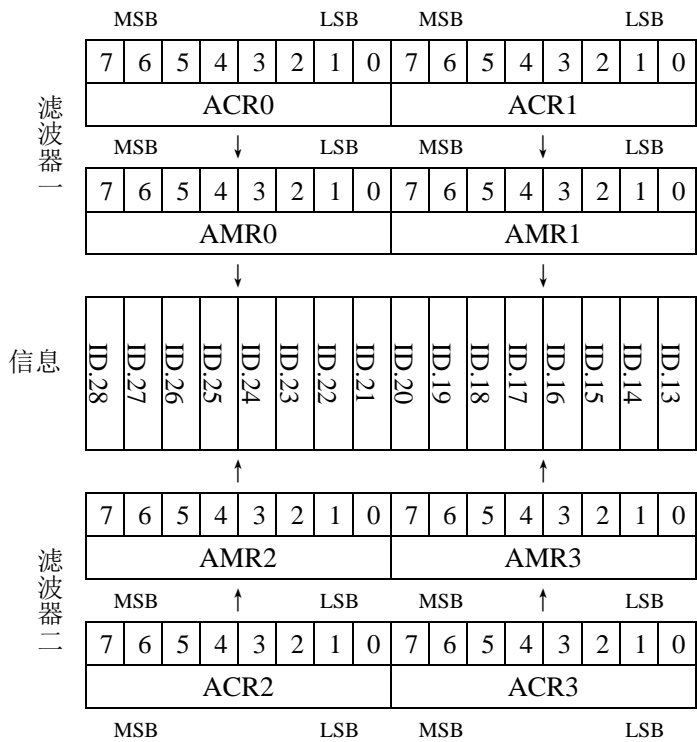 MSB LSB MSB LSB
7 6 5 4 3 2 1 0 7 6 5 4 3 2 1 0
ACR0 ACR1
滤波器一
MSB LSB MSB LSB
7 6 5 4 3 2 1 0 7 6 5 4 3 2 1 0
AMR0 AMR1
信息
ID.28 ID.27 ID.26 ID.25 ID.24 ID.23 ID.22 ID.21 ID.20 ID.19 ID.18 ID.17 ID.16 ID.15 ID.14 ID.13
7 6 5 4 3 2 1 0 7 6 5 4 3 2 1 0
AMR2 AMR3
滤波器二
MSB LSB MSB LSB
7 6 5 4 3 2 1 0 7 6 5 4 3 2 1 0
ACR2 ACR3
MSB LSB MSB LSB